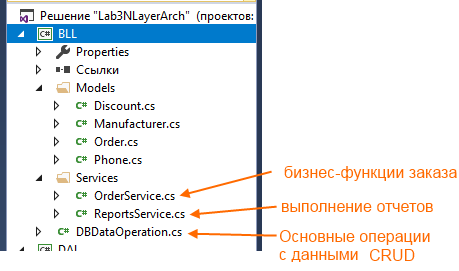 Решение "Lab3NLayerArch" (проектов:
C# BLL
Properties
Ссылки
Models
C# Discount.cs
C# Manufacturer.cs
C# Order.cs
C# Phone.cs
Services
C# OrderService.cs
бизнес-функции заказа
C# ReportsService.cs
выполнение отчетов
C# DBDataOperation.cs
Основные операции
с данными CRUD